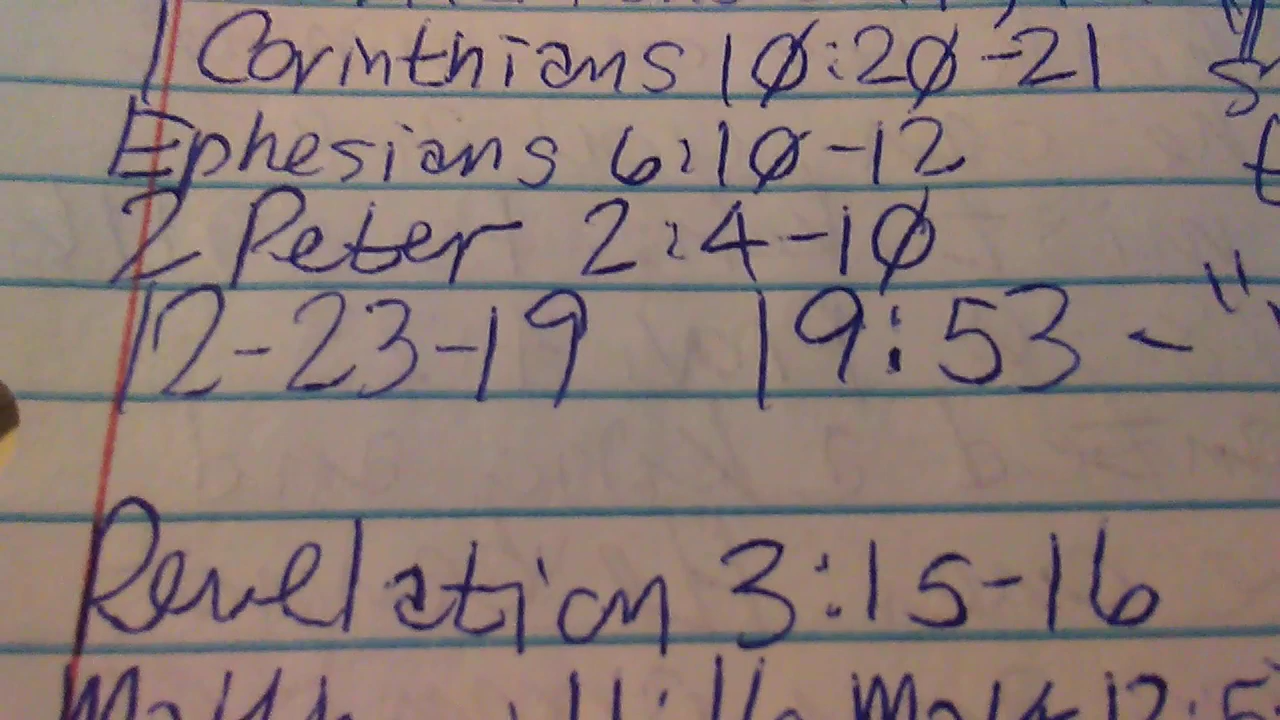 1 Corinthians 10:20-21
Ephesians 6:10-12
2 Peter 2:4-10
12-23-19 19:53 - "
Revelation 3:15-16